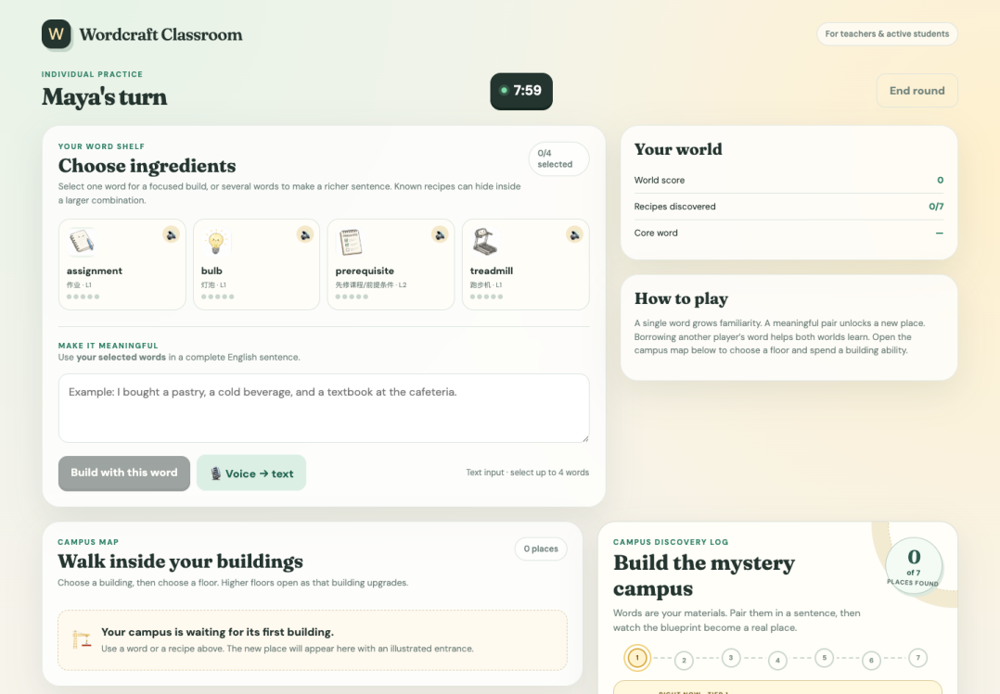 W Wordcraft Classroom
For teachers & active students
INDIVIDUAL PRACTICE
Maya's turn
7:59
End round
YOUR WORD SHELF
Choose ingredients
0/4
selected
Select one word for a focused build, or several words to make a richer sentence. Known recipes can hide inside
a larger combination.
assignment
作业 · L1
bulb
灯泡 · L1
prerequisite
先修课程/前提条件 · L2
treadmill
跑步机 · L1
MAKE IT MEANINGFUL
Use your selected words in a complete English sentence.
Example: I bought a pastry, a cold beverage, and a textbook at the cafeteria.
Build with this word
Voice → text
Text input · select up to 4 words
Your world
World score 0
Recipes discovered 0/7
Core word —
How to play
A single word grows familiarity. A meaningful pair unlocks a new place.
Borrowing another player's word helps both worlds learn. Open the
campus map below to choose a floor and spend a building ability.
CAMPUS MAP
Walk inside your buildings
0 places
Choose a building, then choose a floor. Higher floors open as that building upgrades.
Your campus is waiting for its first building.
Use a word or a recipe above. The new place will appear here with an illustrated entrance.
CAMPUS DISCOVERY LOG
Build the mystery
campus
0
of 7
PLACES FOUND
Words are your materials. Pair them in a sentence, then
watch the blueprint become a real place.
1 2 3 4 5 6 7